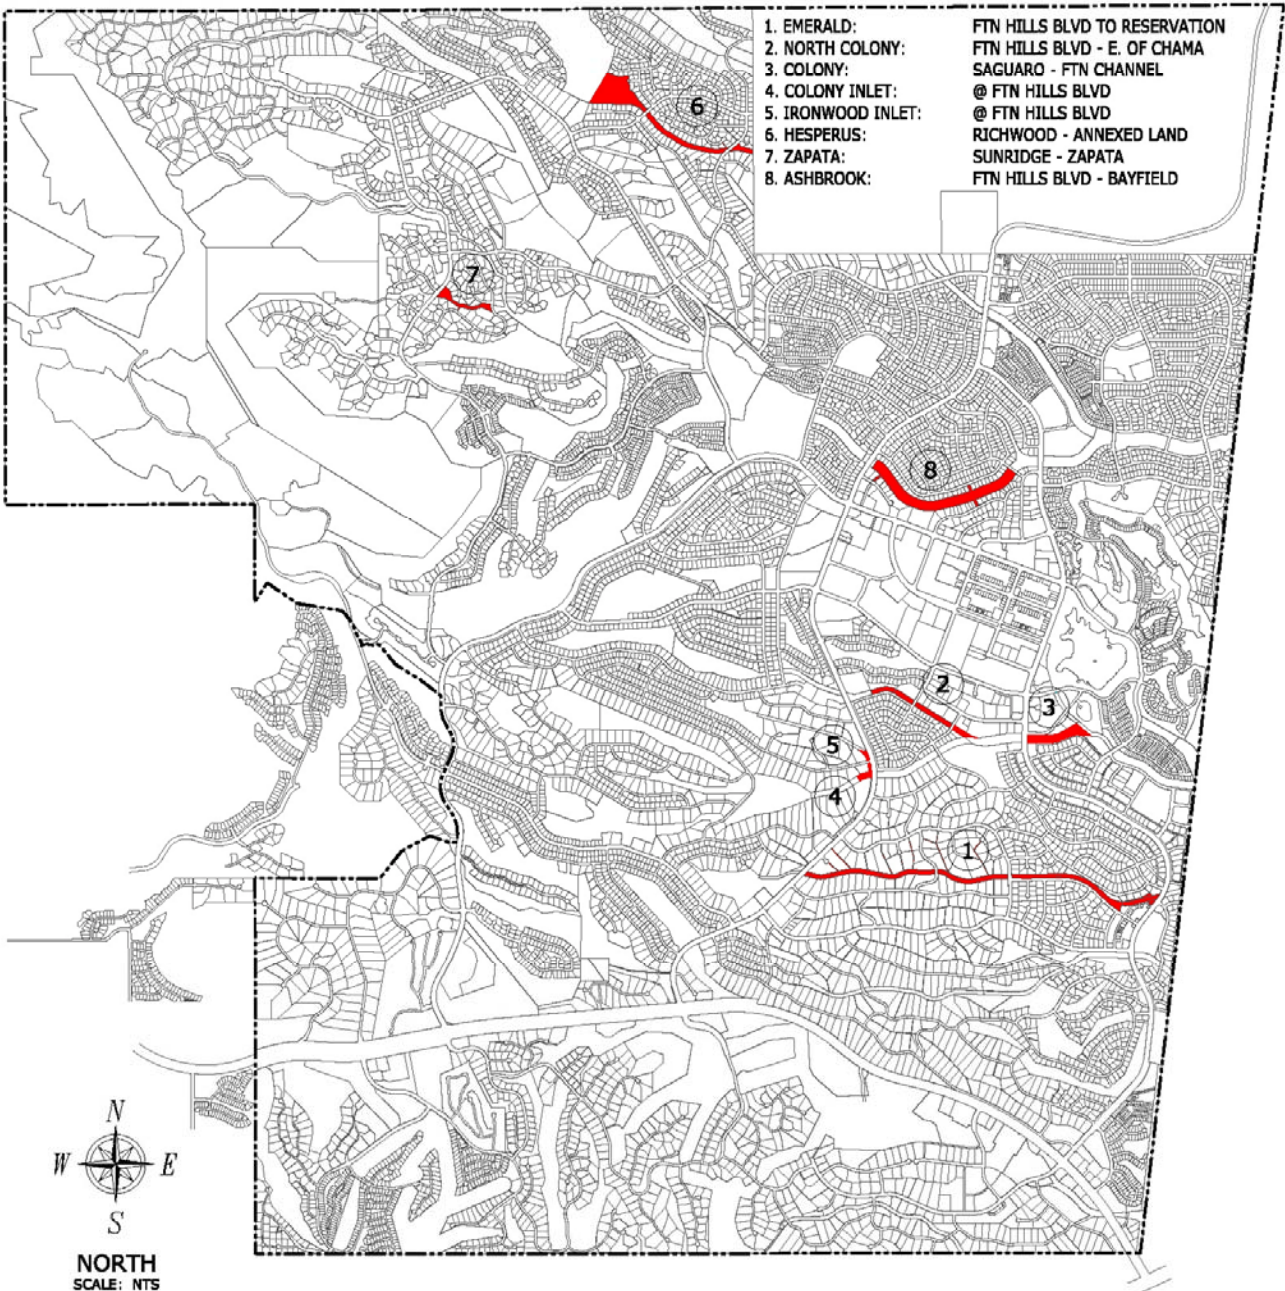 1. EMERALD: FTN HILLS BLVD TO RESERVATION
2. NORTH COLONY: FTN HILLS BLVD - E. OF CHAMA
3. COLONY: SAGUARO - FTN CHANNEL
4. COLONY INLET: @ FTN HILLS BLVD
5. IRONWOOD INLET: @ FTN HILLS BLVD
6. HESPERUS: RICHWOOD - ANNEXED LAND
7. ZAPATA: SUNRIDGE - ZAPATA
8. ASHBROOK: FTN HILLS BLVD - BAYFIELD
6
7
8
2
3
5
4
1
N
W E
S
NORTH
SCALE: NTS